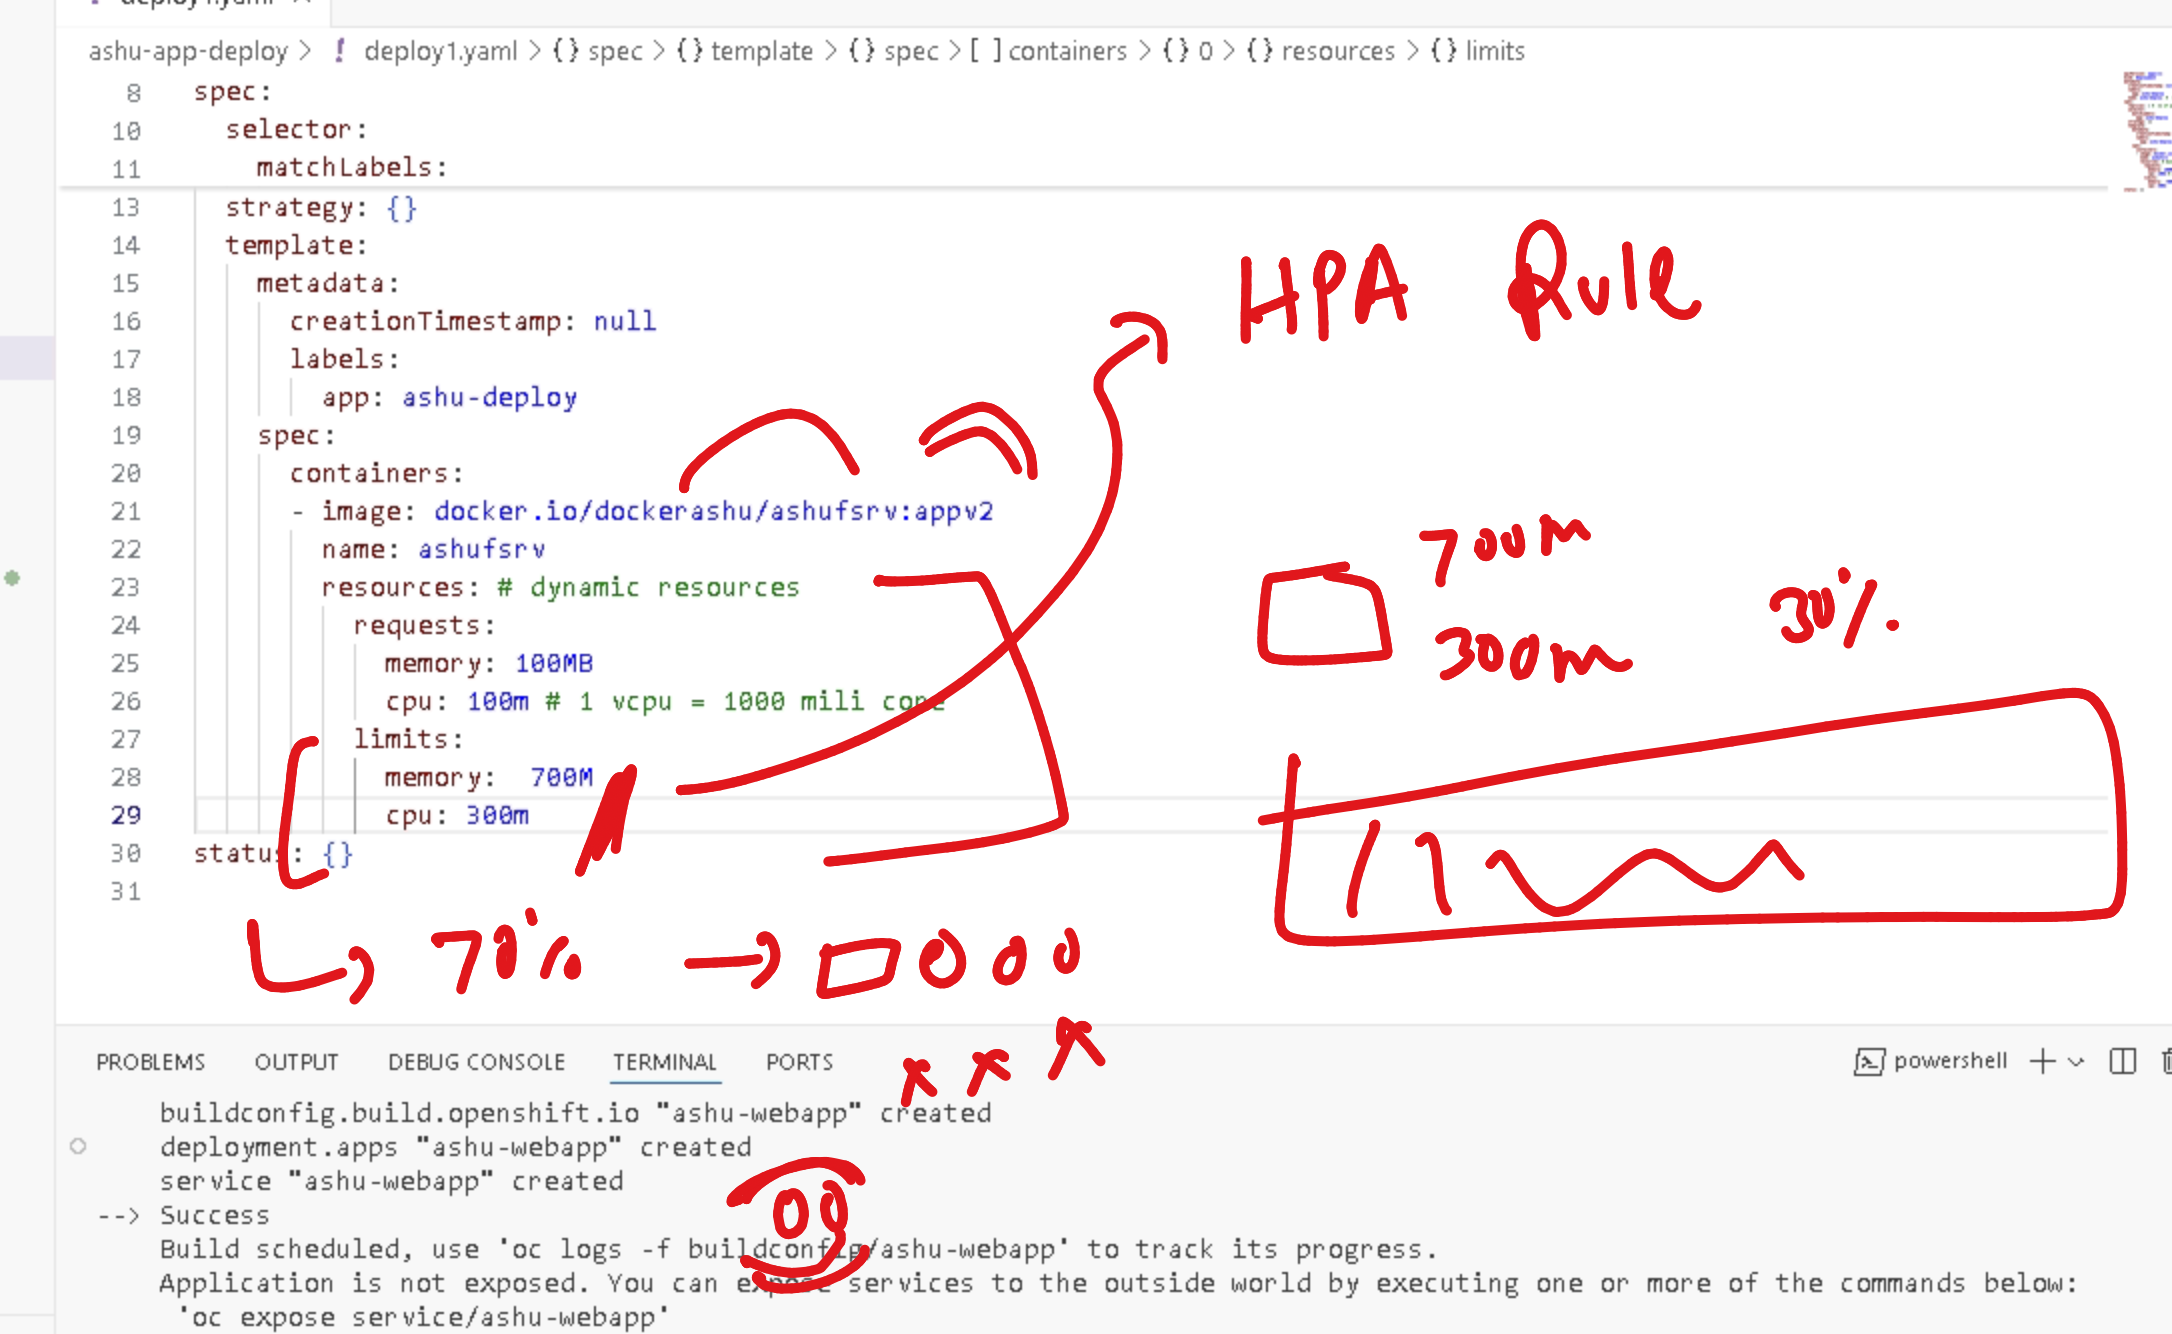 deploy1.yaml
ashu-app-deploy > ! deploy1.yaml > {} spec > {} template > {} spec > [ ] containers > {} 0 > {} resources > {} limits
8 spec:
10 selector:
11 matchLabels:
13 strategy: {}
14 template:
15 metadata:
16 creationTimestamp: null
17 labels:
18 app: ashu-deploy
19 spec:
20 containers:
21 - image: docker.io/dockerashu/ashufsrv:appv2
22 name: ashufsrv
23 resources: # dynamic resources
24 requests:
25 memory: 100MB
26 cpu: 100m # 1 vcpu = 1000 mili core
27 limits:
28 memory: 700M
29 cpu: 300m
30 status: {}
31
HPA Rule
700M
300m
30%.
70%
PROBLEMS OUTPUT DEBUG CONSOLE TERMINAL PORTS powershell
buildconfig.build.openshift.io "ashu-webapp" created
deployment.apps "ashu-webapp" created
service "ashu-webapp" created
--> Success
Build scheduled, use 'oc logs -f buildconfig/ashu-webapp' to track its progress.
Application is not exposed. You can expose services to the outside world by executing one or more of the commands below:
'oc expose service/ashu-webapp'